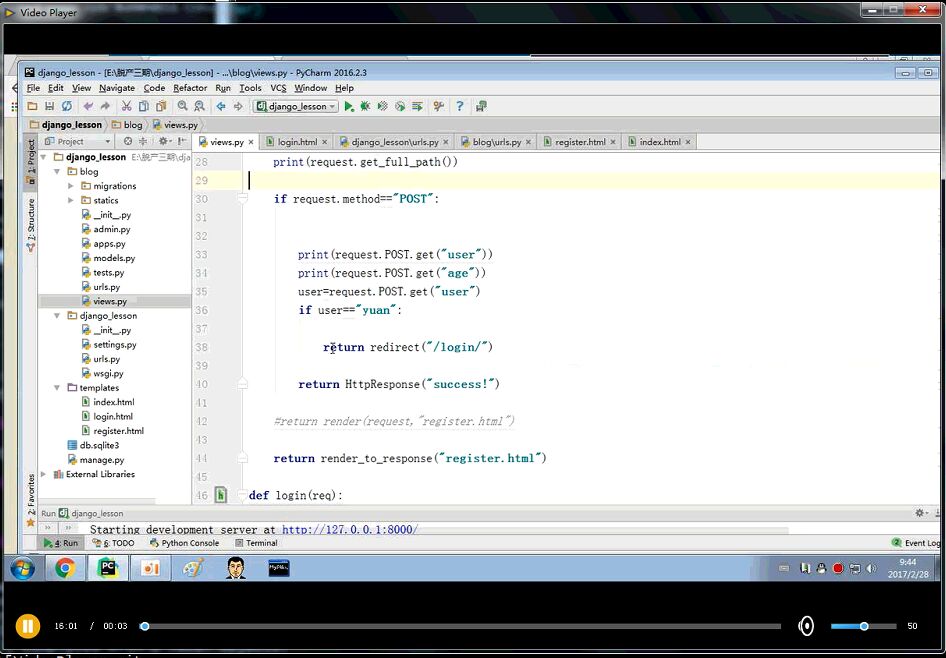 Video Player
django_lesson - [E:\脱产三期\django_lesson] - ...\blog\views.py - PyCharm 2016.2.3
File Edit View Navigate Code Refactor Run Tools VCS Window Help
django_lesson
django_lesson blog views.py
Project
views.py login.html django_lesson\urls.py blog\urls.py register.html index.html
1: Project
Z: Structure
2: Favorites
django_lesson E:\脱产三期\dja
blog
migrations
statics
__init__.py
admin.py
apps.py
models.py
tests.py
urls.py
views.py
django_lesson
__init__.py
settings.py
urls.py
wsgi.py
templates
index.html
login.html
register.html
db.sqlite3
manage.py
External Libraries
28 print(request.get_full_path())
29
30 if request.method=="POST":
31
32
33 print(request.POST.get("user"))
34 print(request.POST.get("age"))
35 user=request.POST.get("user")
36 if user=="yuan":
37
38 return redirect("/login/")
39
40 return HttpResponse("success!")
41
42 #return render(request,"register.html")
43
44 return render_to_response("register.html")
45
46 def login(req):
Run django_lesson
Starting development server at http://127.0.0.1:8000/
4: Run 6: TODO Python Console Terminal Event Log
9:44
2017/2/28
16:01 / 00:03 50